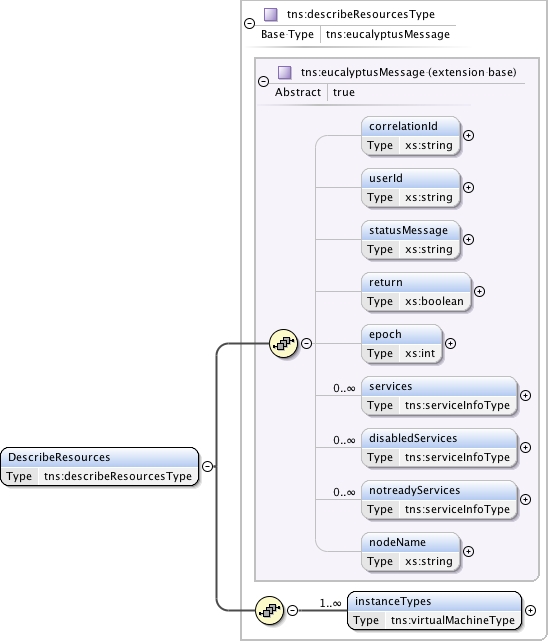 tns:describeResourcesType
Base Type tns:eucalyptusMessage
tns:eucalyptusMessage (extension base)
Abstract true
correlationId
Type xs:string
userId
Type xs:string
statusMessage
Type xs:string
return
Type xs:boolean
epoch
Type xs:int
0..∞ services
Type tns:serviceInfoType
0..∞ disabledServices
Type tns:serviceInfoType
DescribeResources
Type tns:describeResourcesType
0..∞ notreadyServices
Type tns:serviceInfoType
nodeName
Type xs:string
1..∞ instanceTypes
Type tns:virtualMachineType